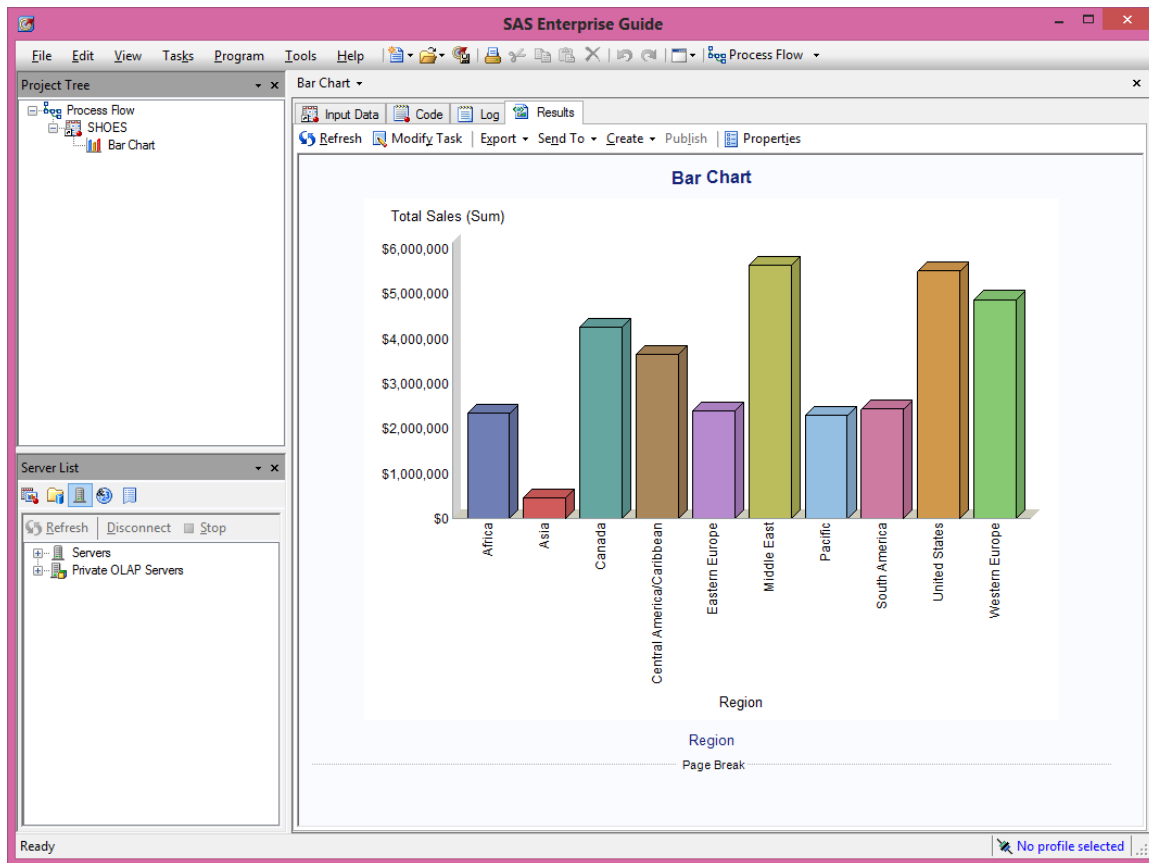 SAS Enterprise Guide
File Edit View Tasks Program Tools Help Process Flow
Project Tree
Process Flow
SHOES
Bar Chart
Server List
Refresh Disconnect Stop
Servers
Private OLAP Servers
Bar Chart
Input Data Code Log Results
Refresh Modify Task Export Send To Create Publish Properties
Bar Chart
Total Sales (Sum)
$6,000,000
$5,000,000
$4,000,000
$3,000,000
$2,000,000
$1,000,000
$0
Africa
Asia
Canada
Central America/Caribbean
Eastern Europe
Middle East
Pacific
South America
United States
Western Europe
Region
Region
Page Break
Ready
No profile selected